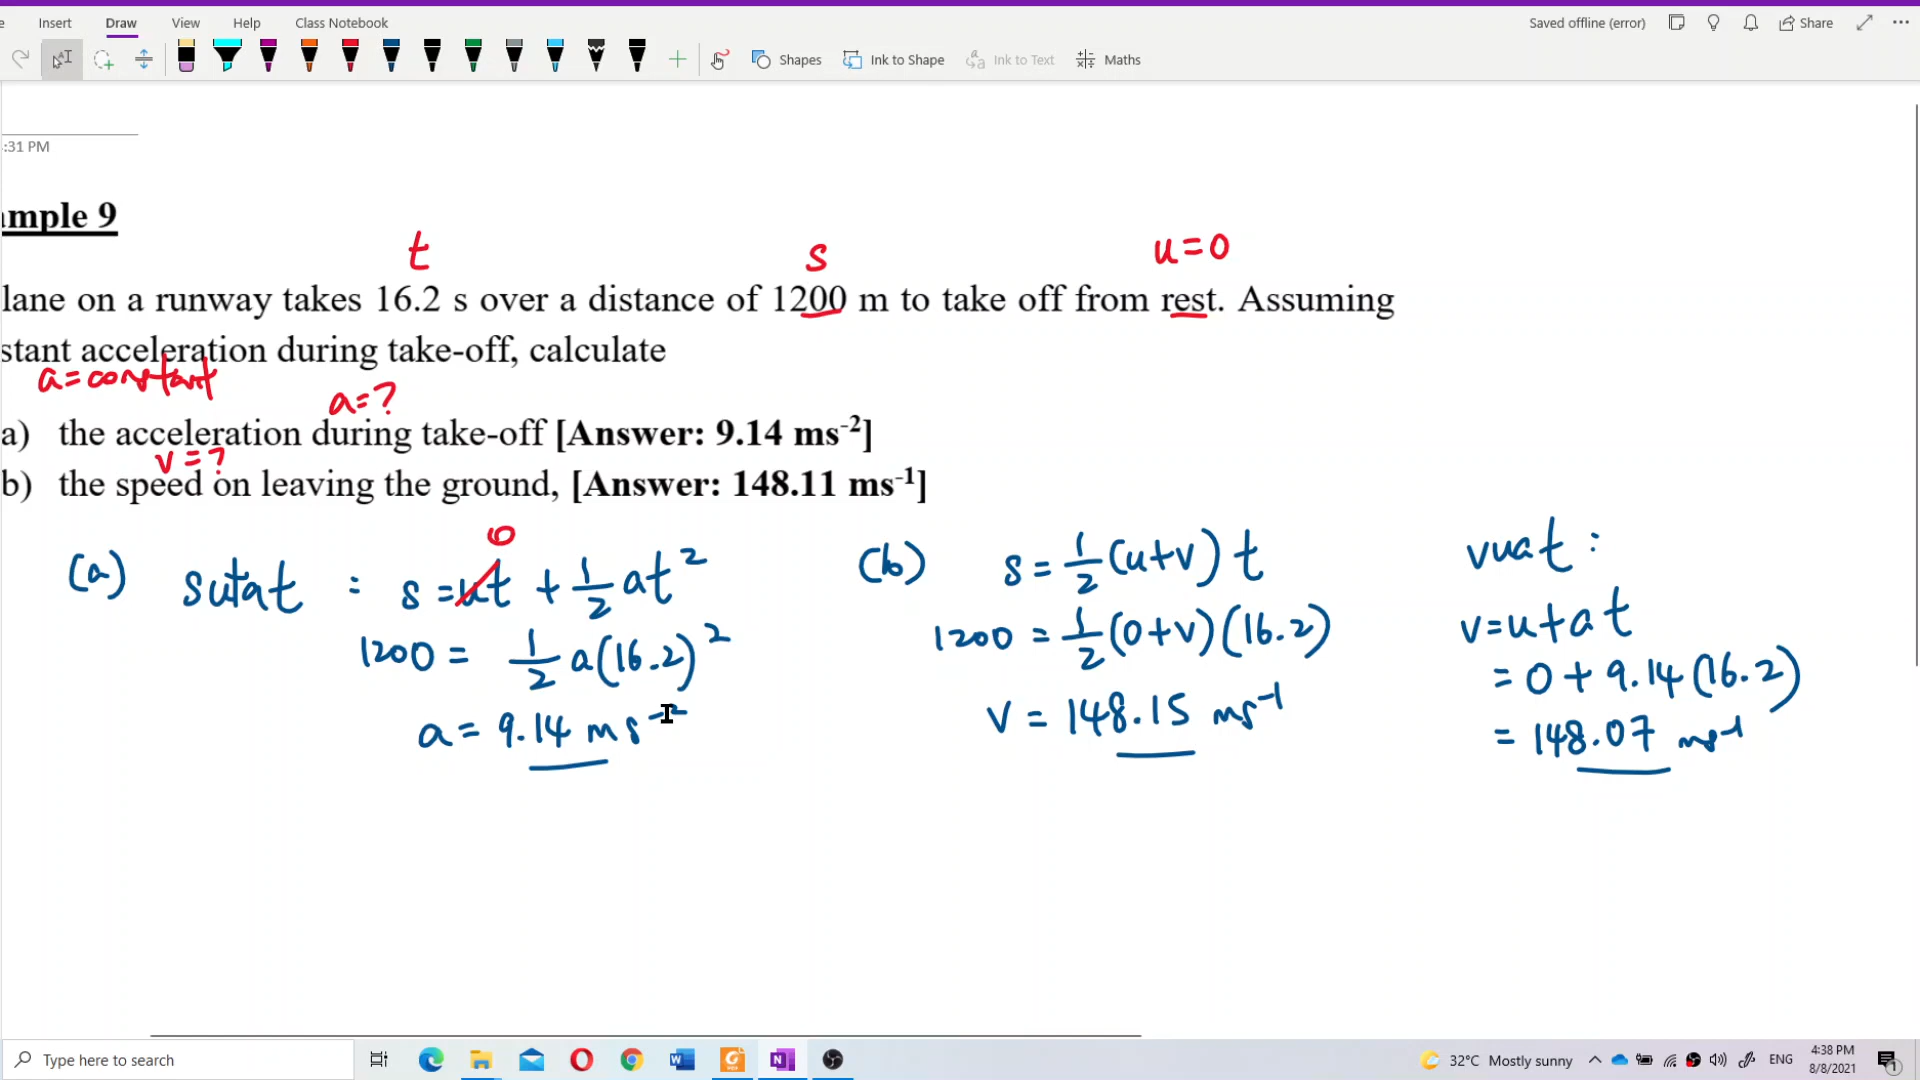 Insert Draw View Help Class Notebook Saved offline (error) Share
Shapes Ink to Shape Ink to Text Maths
:31 PM
ample 9
t s u=0
lane on a runway takes 16.2 s over a distance of 1200 m to take off from rest. Assuming
stant acceleration during take-off, calculate
a=constant
a=?
a) the acceleration during take-off [Answer: 9.14 ms⁻²]
v=?
b) the speed on leaving the ground, [Answer: 148.11 ms⁻¹]
(a) sutat : s=ut + 1/2 at²
0
1200 = 1/2 a(16.2)²
a = 9.14 ms⁻²
(b) s = 1/2 (u+v) t
1200 = 1/2 (0+v)(16.2)
v = 148.15 ms⁻¹
vuat :
v=u+at
= 0 + 9.14(16.2)
= 148.07 ms⁻¹
Type here to search 32°C Mostly sunny ENG 4:38 PM
8/8/2021